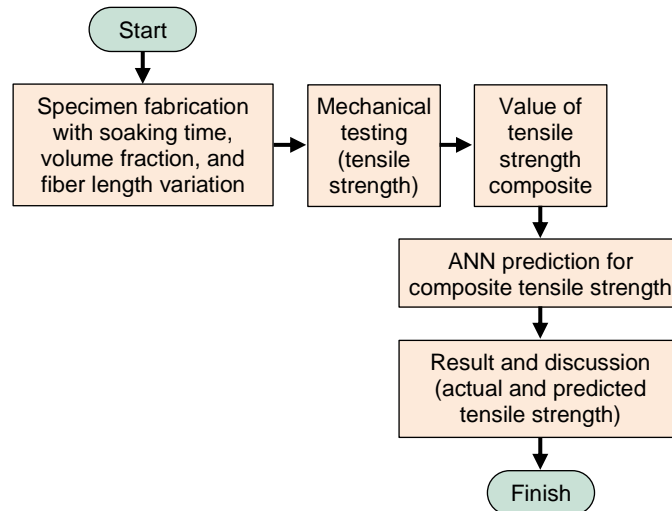 Start
Specimen fabrication
with soaking time,
volume fraction, and
fiber length variation
Mechanical
testing
(tensile
strength)
Value of
tensile
strength
composite
ANN prediction for
composite tensile strength
Result and discussion
(actual and predicted
tensile strength)
Finish